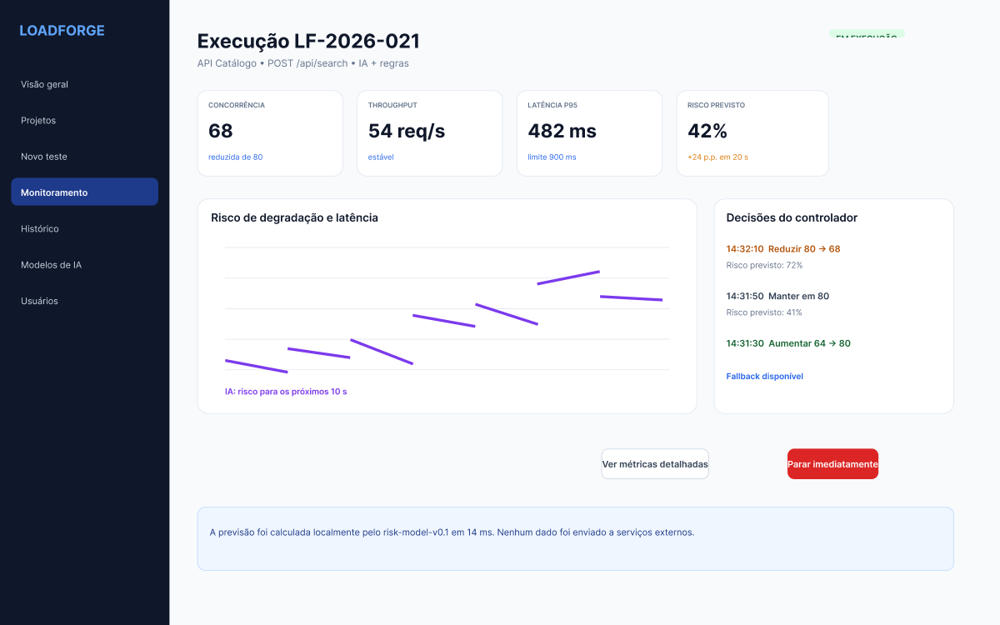 LOADFORGE
Visão geral
Projetos
Novo teste
Monitoramento
Histórico
Modelos de IA
Usuários
Execução LF-2026-021
EM EXECUÇÃO
API Catálogo • POST /api/search • IA + regras
CONCORRÊNCIA
68
reduzida de 80
THROUGHPUT
54 req/s
estável
LATÊNCIA P95
482 ms
limite 900 ms
RISCO PREVISTO
42%
+24 p.p. em 20 s
Risco de degradação e latência
IA: risco para os próximos 10 s
Decisões do controlador
14:32:10 Reduzir 80 → 68
Risco previsto: 72%
14:31:50 Manter em 80
Risco previsto: 41%
14:31:30 Aumentar 64 → 80
Fallback disponível
Ver métricas detalhadas
Parar imediatamente
A previsão foi calculada localmente pelo risk-model-v0.1 em 14 ms. Nenhum dado foi enviado a serviços externos.